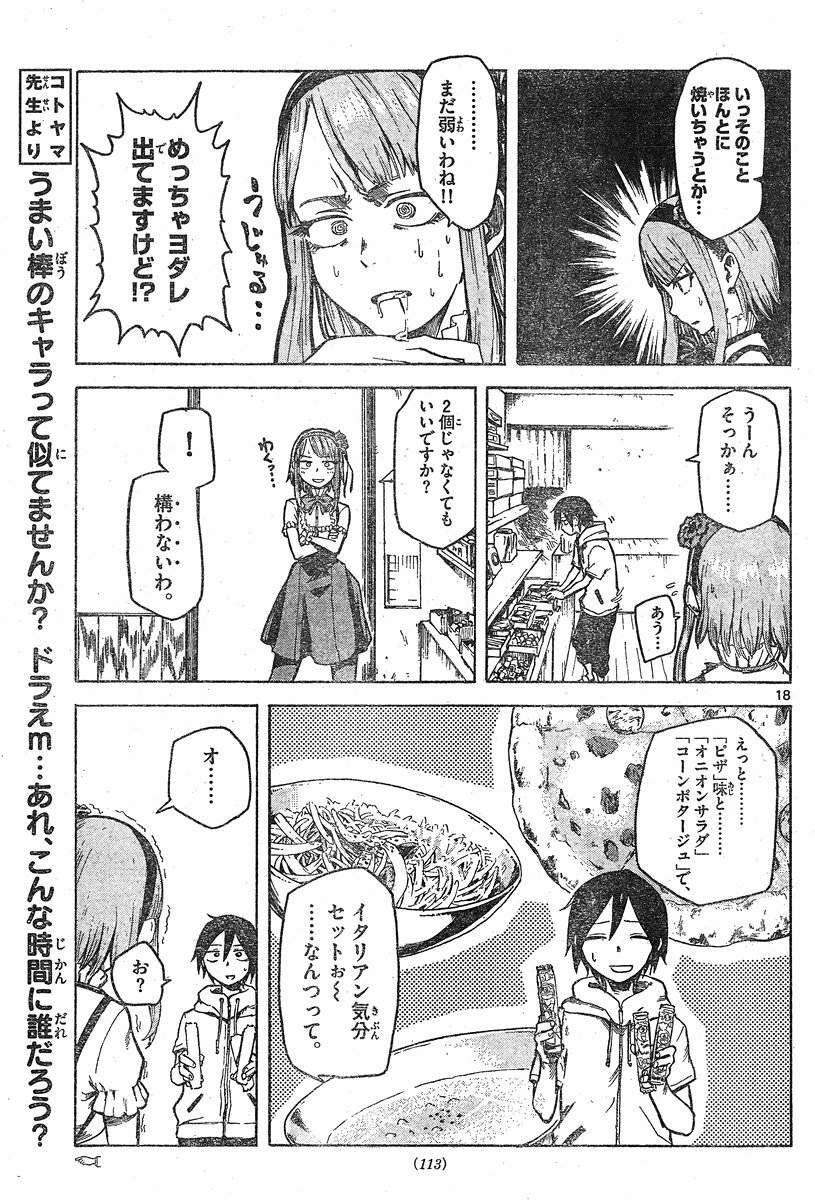 いっそのこと
ほんとに
焼いちゃうとか…
……
まだ弱いわね!!
めっちゃヨダレ
出てますけど!?
うじゅる…
うーん
そっかぁ……
あう…
2個じゃなくても
いいですか?
わく?…
!
構わないわ。
18
えっと………
「ピザ」味と……
「オニオンサラダ」
「コーンポタージュ」で、
イタリアン気分
セットぉ〜
……なんつって。
オ……
お?
コトヤマ
先生より
うまい棒のキャラって似てませんか? ドラえm…あれ、こんな時間に誰だろう?
(113)